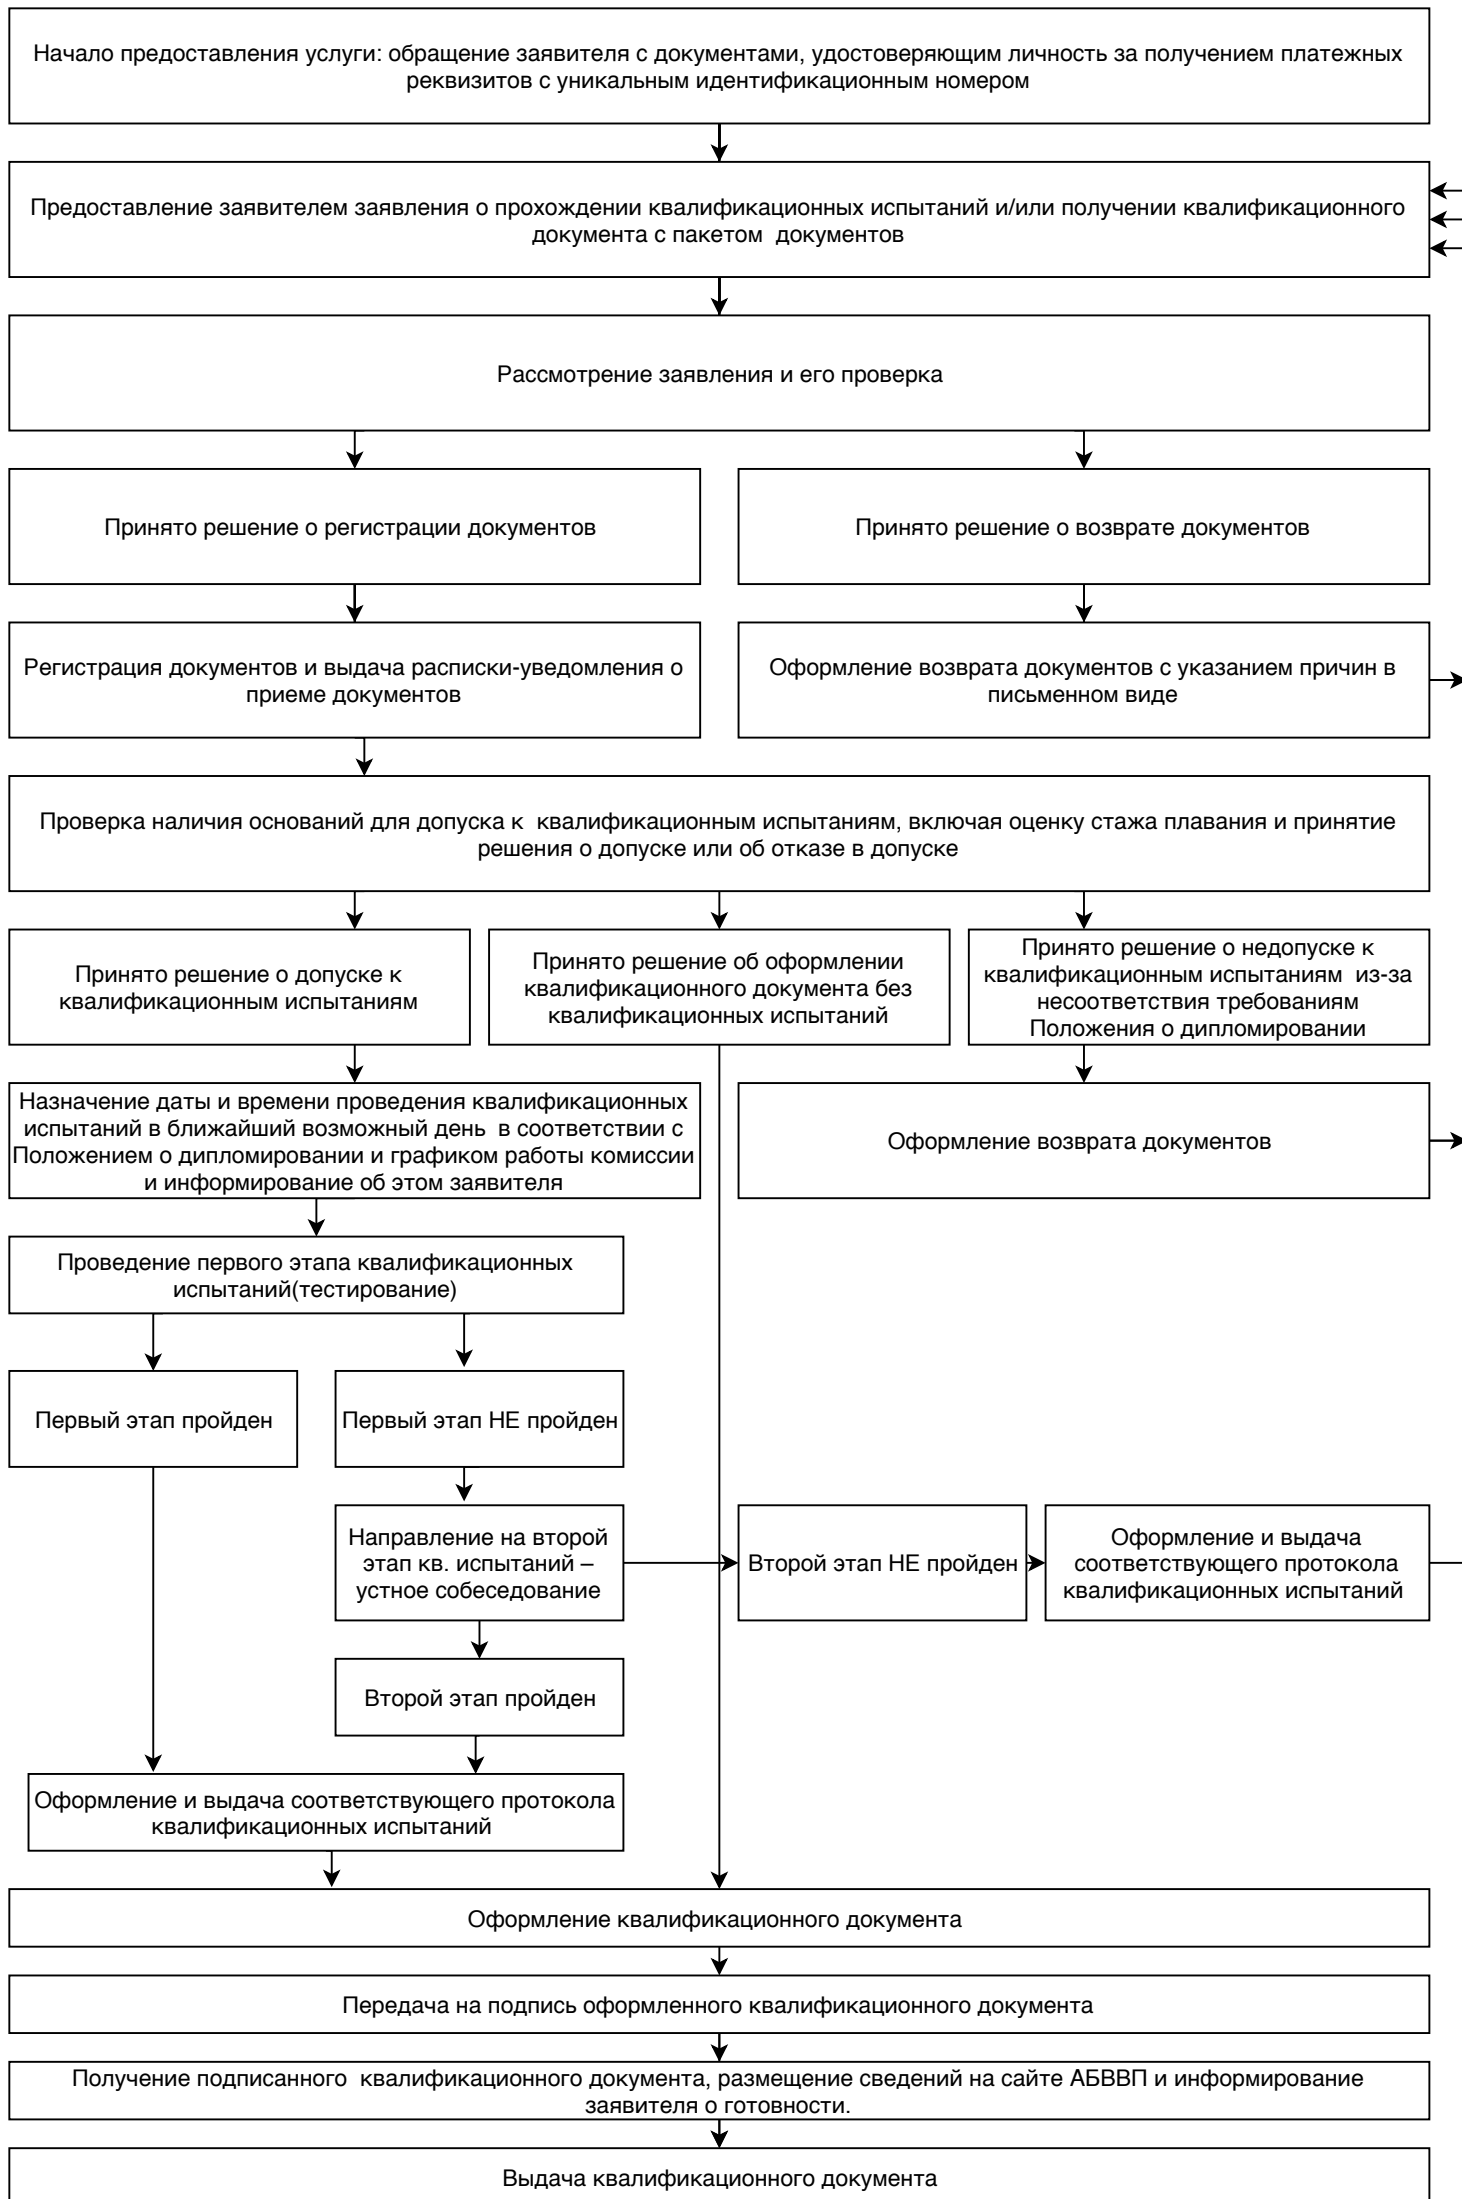 Начало предоставления услуги: обращение заявителя с документами, удостоверяющим личность за получением платежных
реквизитов с уникальным идентификационным номером
Предоставление заявителем заявления о прохождении квалификационных испытаний и/или получении квалификационного
документа с пакетом документов
Рассмотрение заявления и его проверка
Принято решение о регистрации документов
Принято решение о возврате документов
Регистрация документов и выдача расписки-уведомления о
приеме документов
Оформление возврата документов с указанием причин в
письменном виде
Проверка наличия оснований для допуска к квалификационным испытаниям, включая оценку стажа плавания и принятие
решения о допуске или об отказе в допуске
Принято решение о допуске к
квалификационным испытаниям
Принято решение об оформлении
квалификационного документа без
квалификационных испытаний
Принято решение о недопуске к
квалификационным испытаниям из-за
несоответствия требованиям
Положения о дипломировании
Назначение даты и времени проведения квалификационных
испытаний в ближайший возможный день в соответствии с
Положением о дипломировании и графиком работы комиссии
и информирование об этом заявителя
Оформление возврата документов
Проведение первого этапа квалификационных
испытаний(тестирование)
Первый этап пройден
Первый этап НЕ пройден
Направление на второй
этап кв. испытаний –
устное собеседование
Второй этап НЕ пройден
Оформление и выдача
соответствующего протокола
квалификационных испытаний
Второй этап пройден
Оформление и выдача соответствующего протокола
квалификационных испытаний
Оформление квалификационного документа
Передача на подпись оформленного квалификационного документа
Получение подписанного квалификационного документа, размещение сведений на сайте АБВВП и информирование
заявителя о готовности.
Выдача квалификационного документа